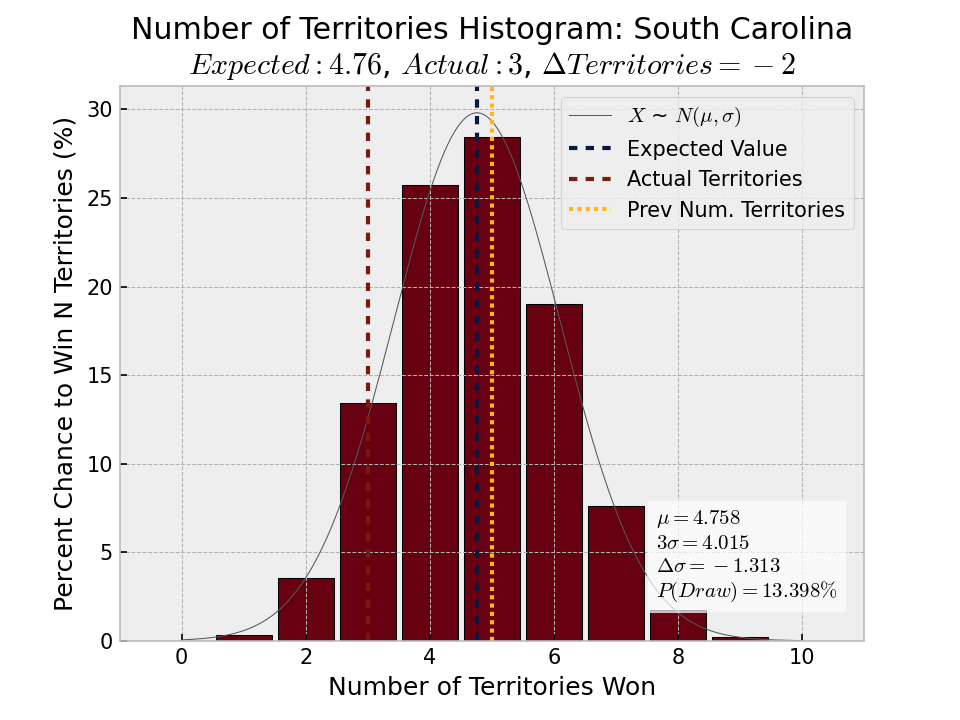 Number of Territories Histogram: South Carolina
Expected : 4.76, Actual : 3, ΔTerritories = −2
Percent Chance to Win N Territories (%)
30
25
20
15
10
5
0
X ∼ N(μ, σ)
Expected Value
Actual Territories
Prev Num. Territories
μ = 4.758
3σ = 4.015
Δσ = −1.313
P(Draw) = 13.398%
0 2 4 6 8 10
Number of Territories Won